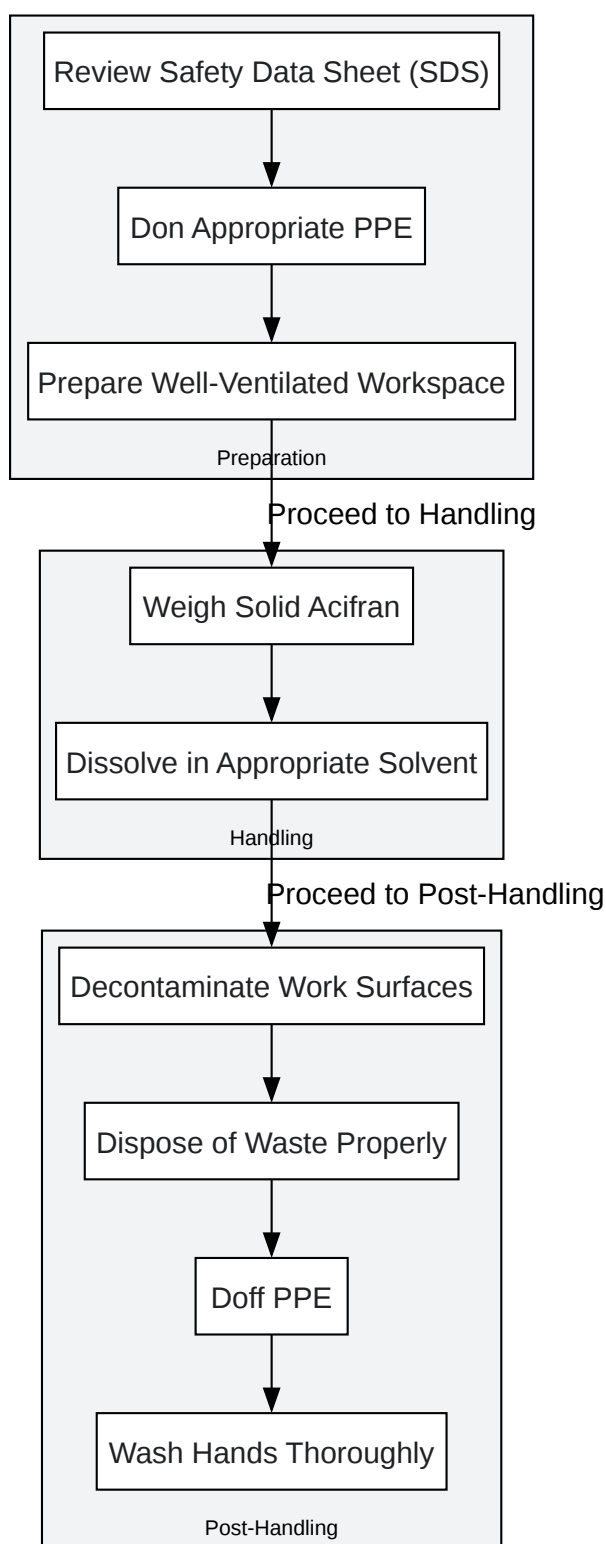 Review Safety Data Sheet (SDS)
Don Appropriate PPE
Prepare Well-Ventilated Workspace
Preparation
Proceed to Handling
Weigh Solid Acifran
Dissolve in Appropriate Solvent
Handling
Proceed to Post-Handling
Decontaminate Work Surfaces
Dispose of Waste Properly
Doff PPE
Wash Hands Thoroughly
Post-Handling